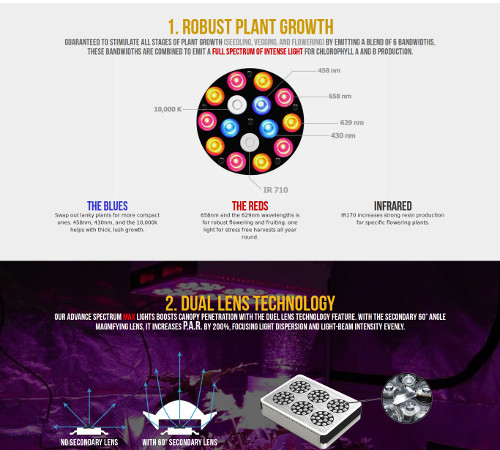 1. ROBUST PLANT GROWTH
GUARANTEED TO STIMULATE ALL STAGES OF PLANT GROWTH (SEEDLING, VEGGING, AND FLOWERING) BY EMITTING A BLEND OF 6 BANDWIDTHS.
THESE BANDWIDTHS ARE COMBINED TO EMIT A FULL SPECTRUM OF INTENSE LIGHT FOR CHLOROPHYLL A AND B PRODUCTION.
458 nm
658 nm
10,000 K
629 nm
430 nm
IR 710
THE BLUES
Swap out lanky plants for more compact
ones. 458nm, 430nm, and the 10,000k
helps with thick, lush growth.
THE REDS
658nm and the 629nm wavelengths is
for robust flowering and fruiting, one
light for stress free harvests all year
round.
INFRARED
IR170 increases strong resin production
for specific flowering plants.
2. DUAL LENS TECHNOLOGY
OUR ADVANCE SPECTRUM MAX LIGHTS BOOSTS CANOPY PENETRATION WITH THE DUEL LENS TECHNOLOGY FEATURE. WITH THE SECONDARY 60° ANGLE
MAGNIFYING LENS, IT INCREASES P.A.R. BY 200%, FOCUSING LIGHT DISPERSION AND LIGHT-BEAM INTENSITY EVENLY.
NO SECONDARY LENS
WITH 60° SECONDARY LENS